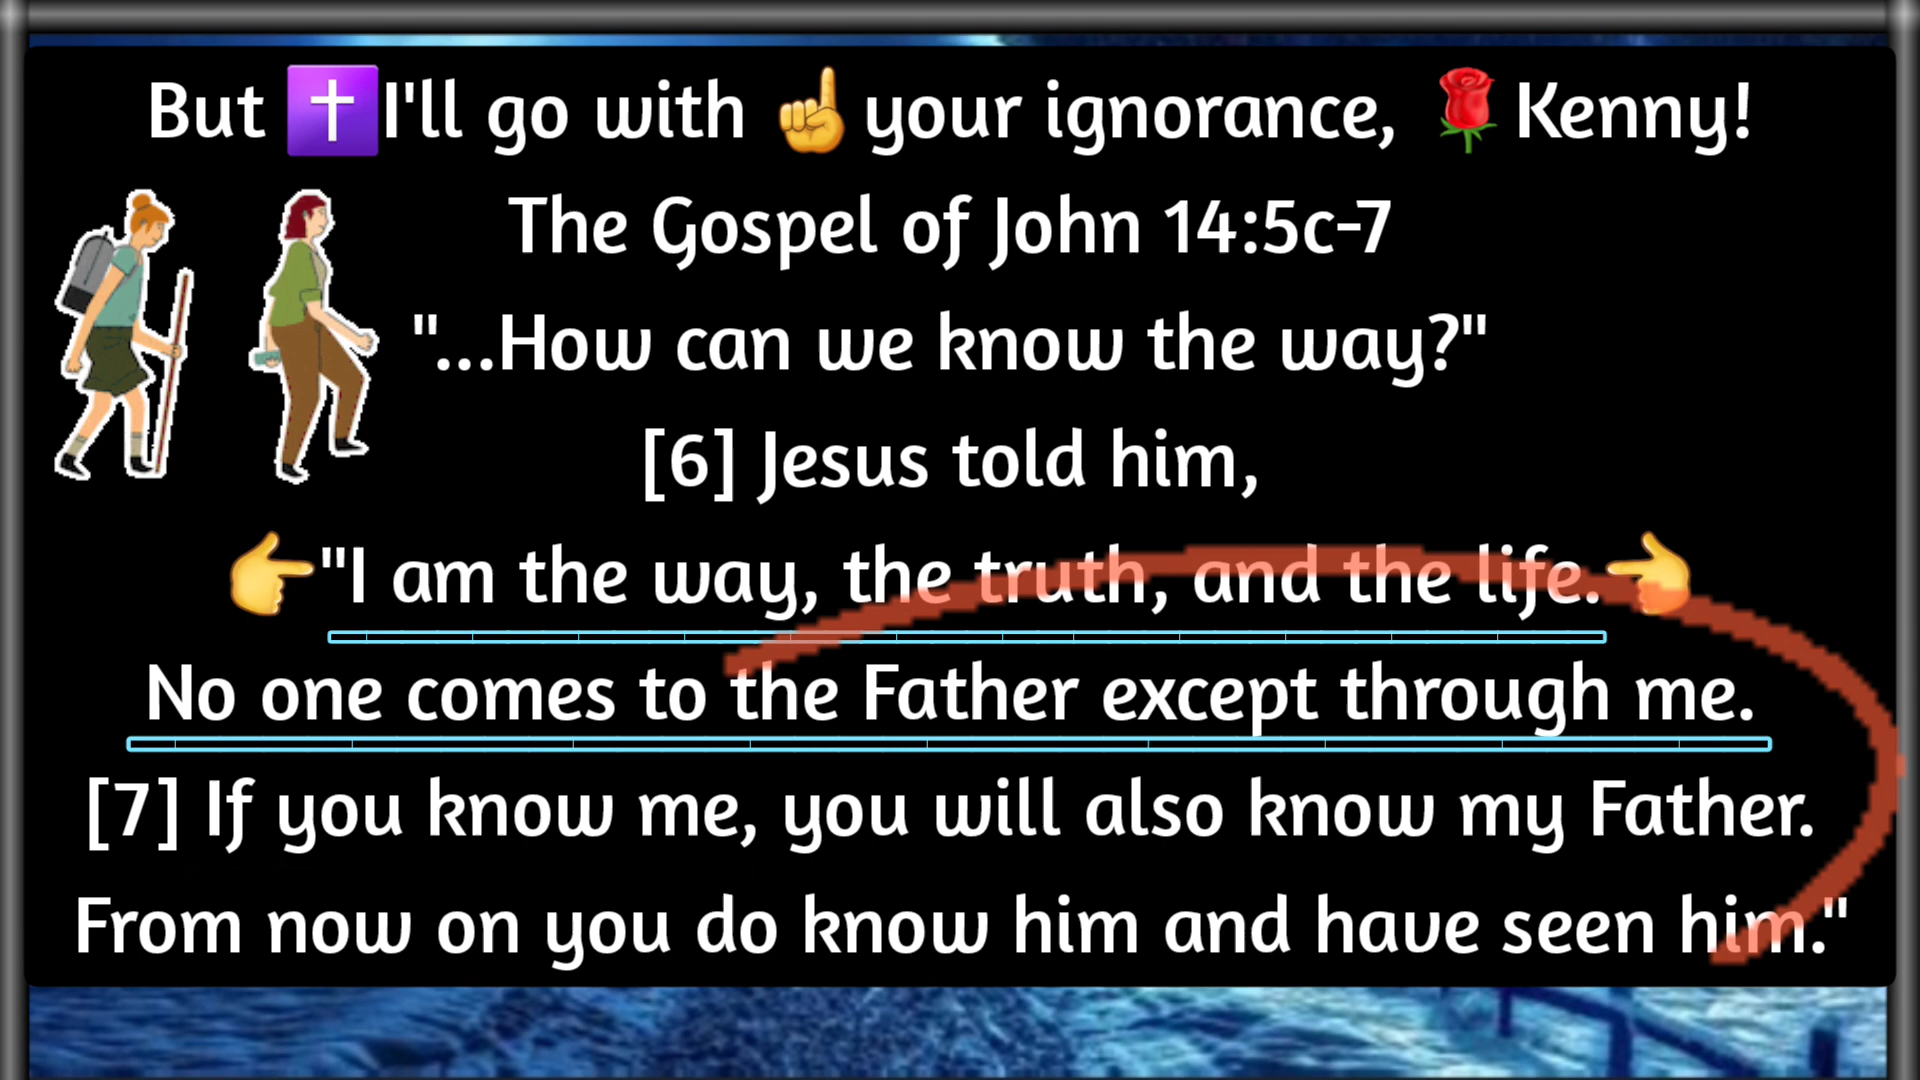 But ✝️I'll go with ☝️your ignorance, 🌹Kenny!
The Gospel of John 14:5c-7
"...How can we know the way?"
[6] Jesus told him,
👉"I am the way, the truth, and the life.👈
No one comes to the Father except through me.
[7] If you know me, you will also know my Father.
From now on you do know him and have seen him."